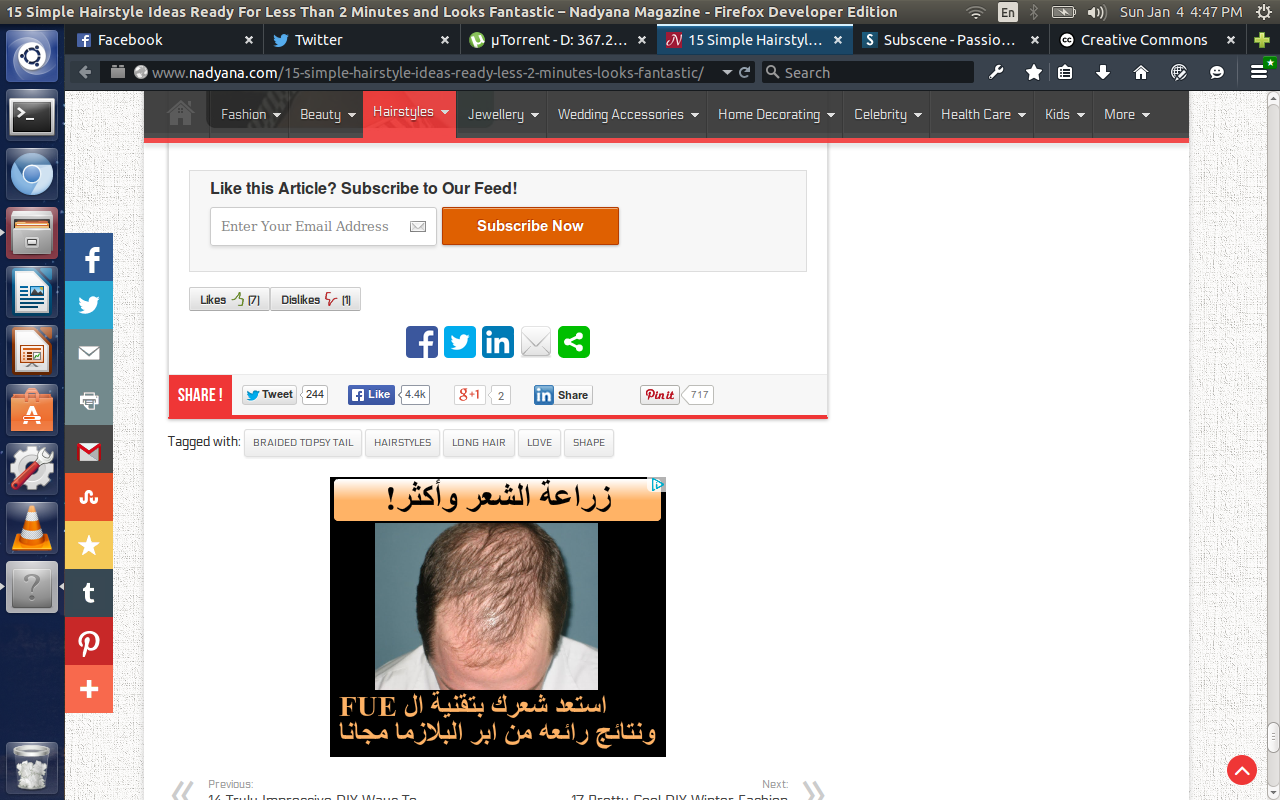 15 Simple Hairstyle Ideas Ready For Less Than 2 Minutes and Looks Fantastic – Nadyana Magazine - Firefox Developer Edition
En
Sun Jan 4 4:47 PM
Facebook
Twitter
µTorrent - D: 367.2...
15 Simple Hairstyl...
Subscene - Passio...
Creative Commons
www.nadyana.com/15-simple-hairstyle-ideas-ready-less-2-minutes-looks-fantastic/
Search
Fashion
Beauty
Hairstyles
Jewellery
Wedding Accessories
Home Decorating
Celebrity
Health Care
Kids
More
Like this Article? Subscribe to Our Feed!
Enter Your Email Address
Subscribe Now
Likes (7)
Dislikes (1)
SHARE !
Tweet 244
Like 4.4k
g+1 2
in Share
Pin it 717
Tagged with:
BRAIDED TOPSY TAIL
HAIRSTYLES
LONG HAIR
LOVE
SHAPE
زراعة الشعر وأكثر!
استعد شعرك بتقنية ال FUE
ونتائج رائعه من ابر البلازما مجانا
Previous:
14 Truly Impressive DIY Ways To
Next:
17 Pretty Cool DIY Winter Fashion